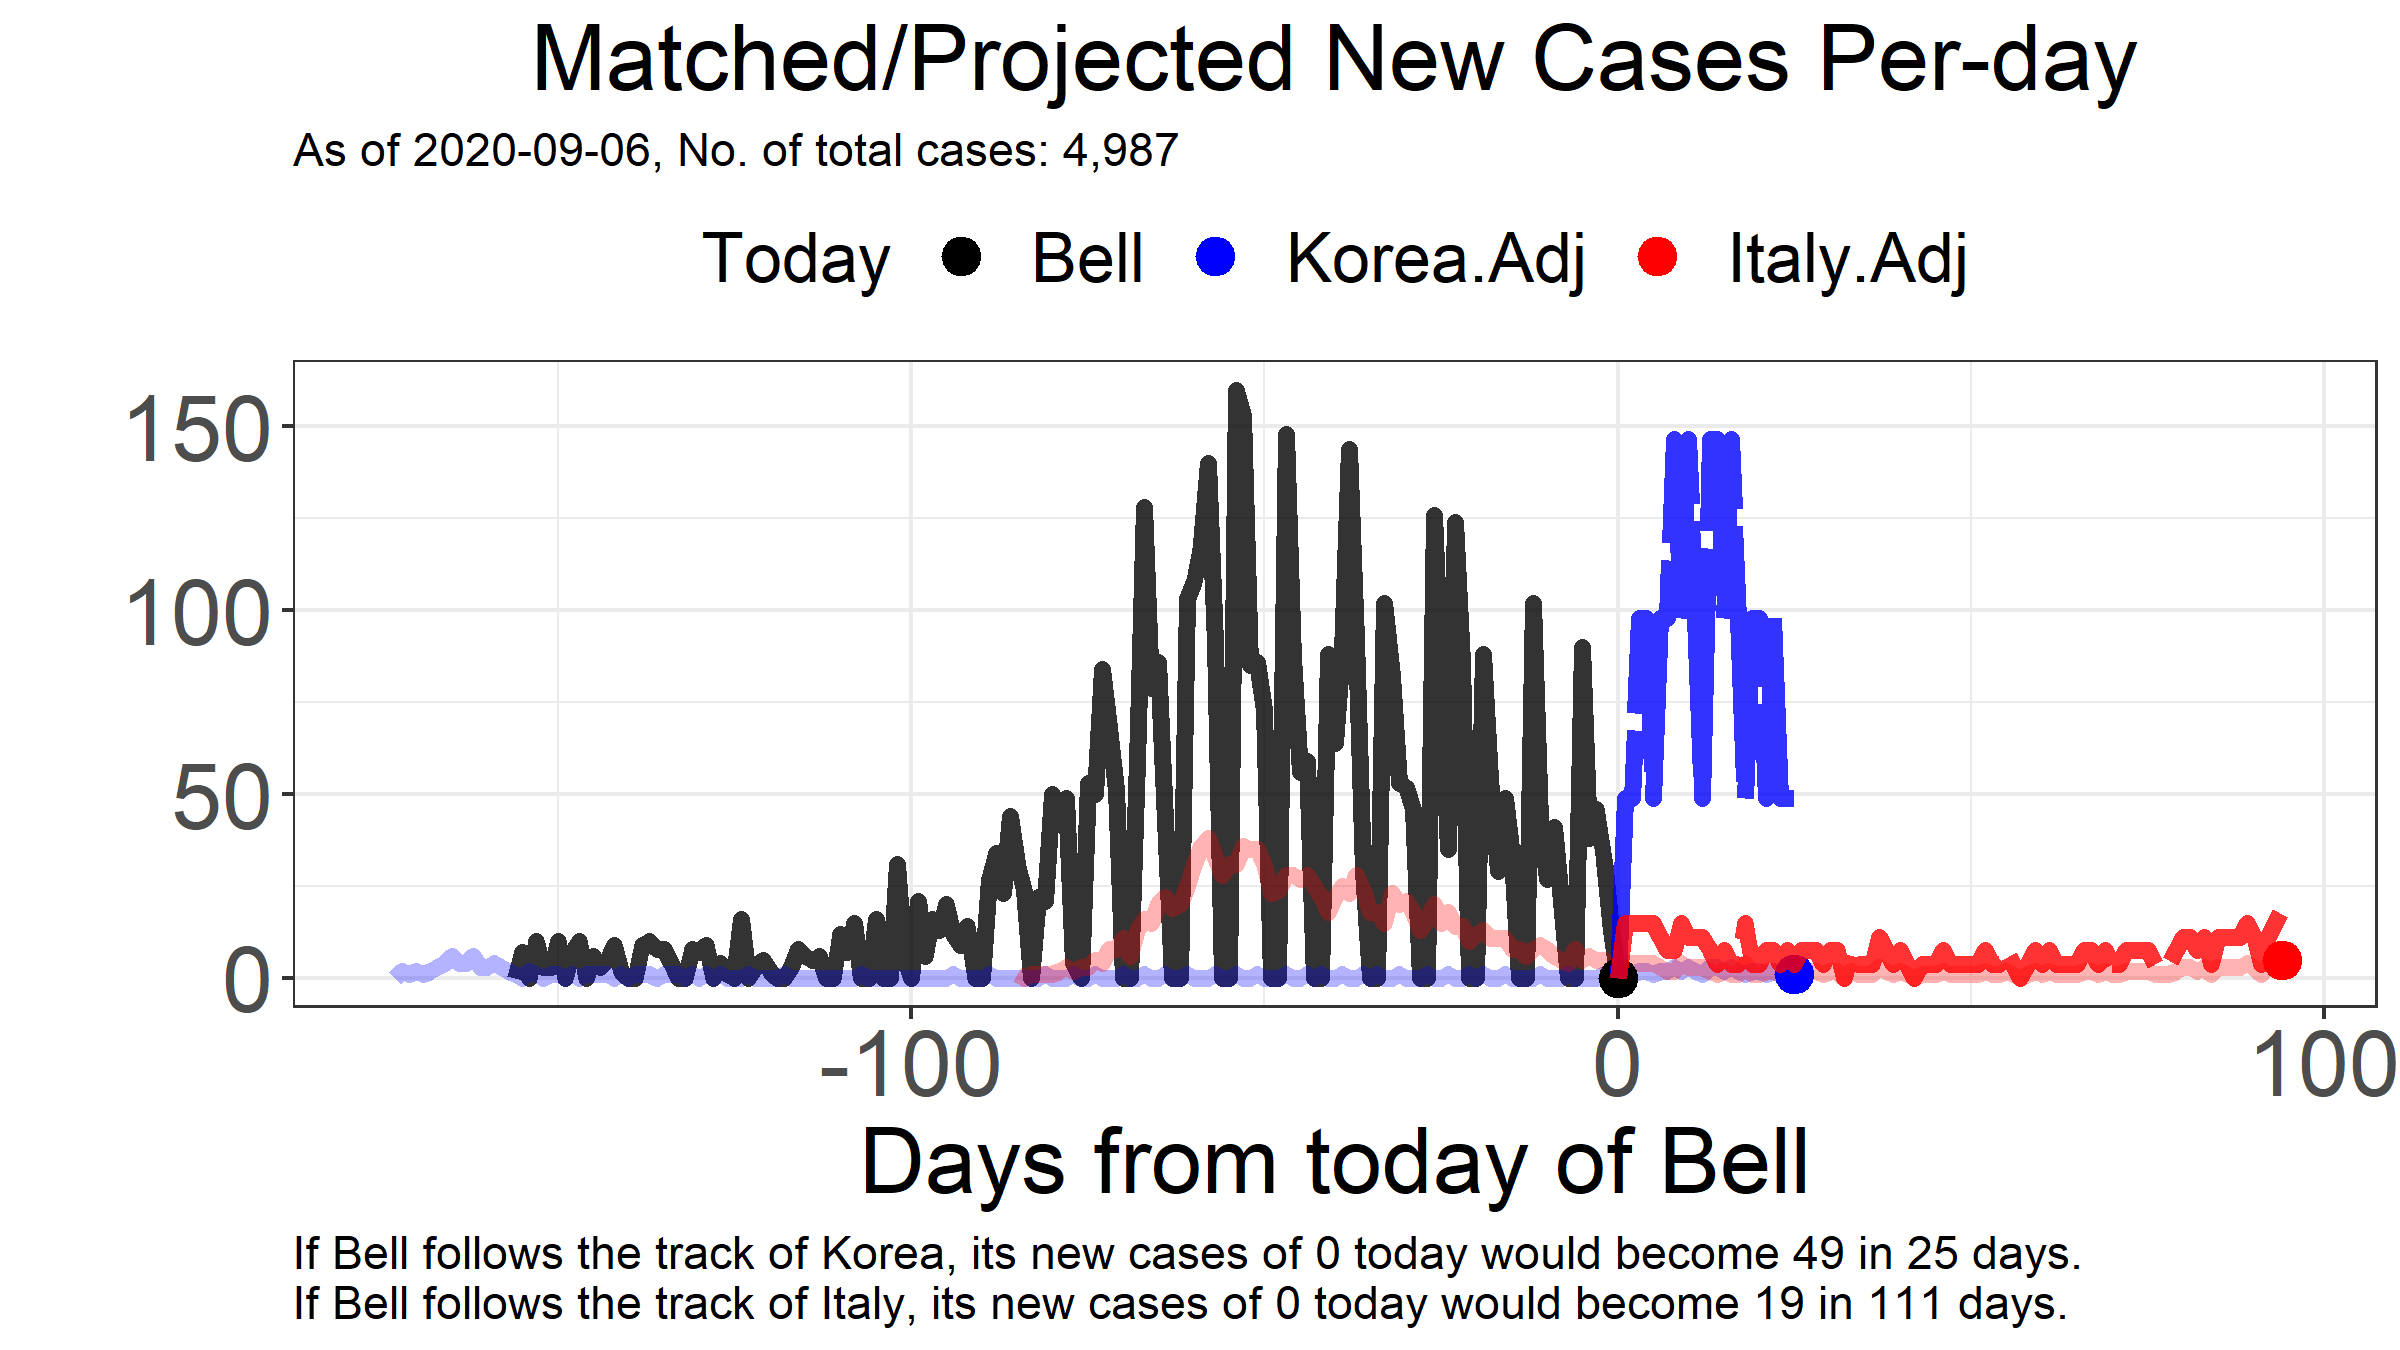 Matched/Projected New Cases Per-day
As of 2020-09-06, No. of total cases: 4,987
Today Bell Korea.Adj Italy.Adj
150
100
50
0
-100 0 100
Days from today of Bell
If Bell follows the track of Korea, its new cases of 0 today would become 49 in 25 days.
If Bell follows the track of Italy, its new cases of 0 today would become 19 in 111 days.